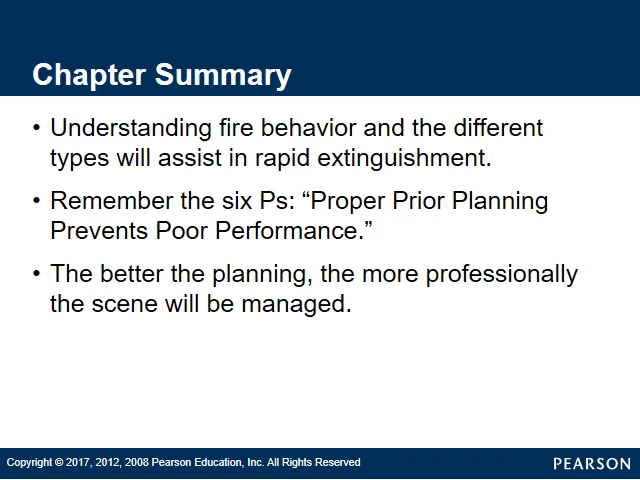 Chapter Summary
• Understanding fire behavior and the different
types will assist in rapid extinguishment.
• Remember the six Ps: “Proper Prior Planning
Prevents Poor Performance.”
• The better the planning, the more professionally
the scene will be managed.
Copyright © 2017, 2012, 2008 Pearson Education, Inc. All Rights Reserved
PEARSON